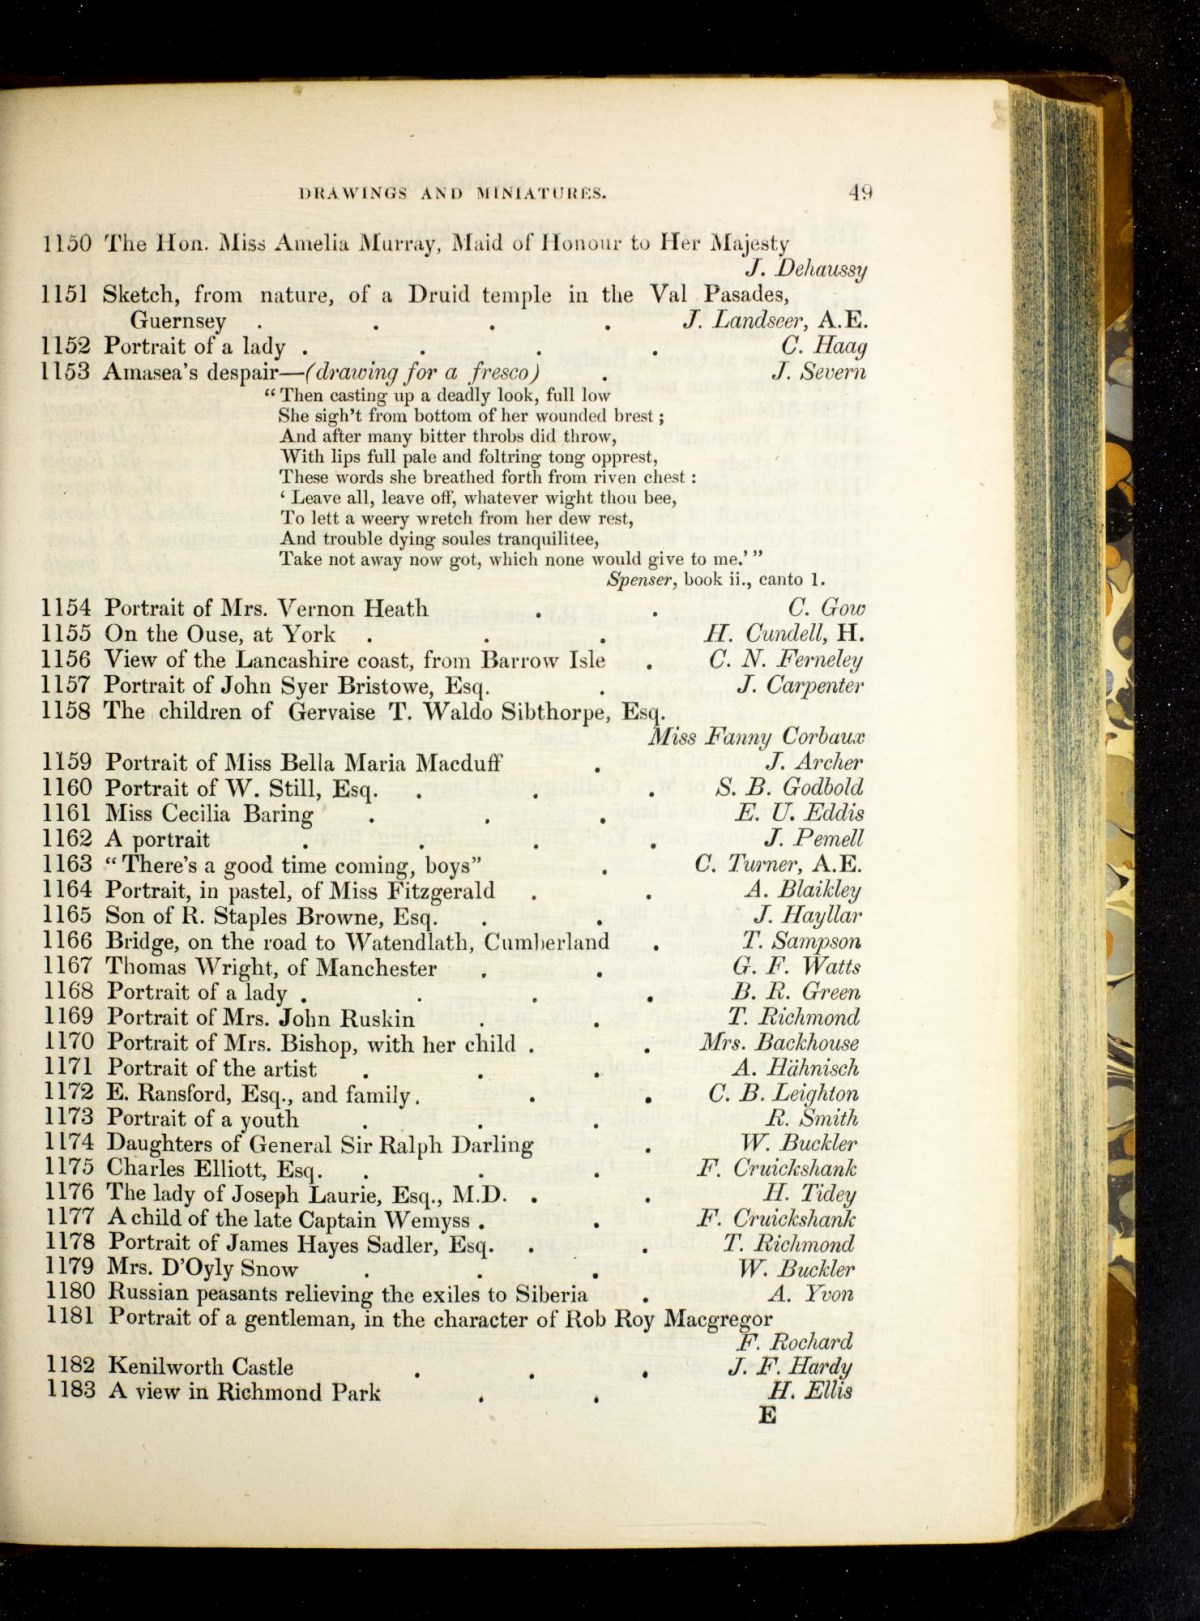 DRAWINGS AND MINIATURES. 49
1150 The Hon. Miss Amelia Murray, Maid of Honour to Her Majesty
J. Dehaussy
1151 Sketch, from nature, of a Druid temple in the Val Pasades,
Guernsey . . . . J. Landseer, A.E.
1152 Portrait of a lady . . . . C. Haag
1153 Amasea's despair—(drawing for a fresco) . J. Severn
“Then casting up a deadly look, full low
She sigh't from bottom of her wounded brest;
And after many bitter throbs did throw,
With lips full pale and foltring tong opprest,
These words she breathed forth from riven chest:
‘Leave all, leave off, whatever wight thou bee,
To lett a weery wretch from her dew rest,
And trouble dying soules tranquilitee,
Take not away now got, which none would give to me.’”
Spenser, book ii., canto 1.
1154 Portrait of Mrs. Vernon Heath . . C. Gow
1155 On the Ouse, at York . . . H. Cundell, H.
1156 View of the Lancashire coast, from Barrow Isle . C. N. Ferneley
1157 Portrait of John Syer Bristowe, Esq. . J. Carpenter
1158 The children of Gervaise T. Waldo Sibthorpe, Esq.
Miss Fanny Corbaux
1159 Portrait of Miss Bella Maria Macduff . J. Archer
1160 Portrait of W. Still, Esq. . . . S. B. Godbold
1161 Miss Cecilia Baring . . . E. U. Eddis
1162 A portrait . . . . J. Pemell
1163 “There's a good time coming, boys” . C. Turner, A.E.
1164 Portrait, in pastel, of Miss Fitzgerald . . A. Blaikley
1165 Son of R. Staples Browne, Esq. . . J. Hayllar
1166 Bridge, on the road to Watendlath, Cumberland . T. Sampson
1167 Thomas Wright, of Manchester . . G. F. Watts
1168 Portrait of a lady . . . . B. R. Green
1169 Portrait of Mrs. John Ruskin . . T. Richmond
1170 Portrait of Mrs. Bishop, with her child . . Mrs. Backhouse
1171 Portrait of the artist . . . A. Hähnisch
1172 E. Ransford, Esq., and family . . . C. B. Leighton
1173 Portrait of a youth . . . R. Smith
1174 Daughters of General Sir Ralph Darling . W. Buckler
1175 Charles Elliott, Esq. . . . F. Cruickshank
1176 The lady of Joseph Laurie, Esq., M.D. . . H. Tidey
1177 A child of the late Captain Wemyss . . F. Cruickshank
1178 Portrait of James Hayes Sadler, Esq. . . T. Richmond
1179 Mrs. D'Oyly Snow . . . W. Buckler
1180 Russian peasants relieving the exiles to Siberia . A. Yvon
1181 Portrait of a gentleman, in the character of Rob Roy Macgregor
F. Rochard
1182 Kenilworth Castle . . . J. F. Hardy
1183 A view in Richmond Park . . H. Ellis
E